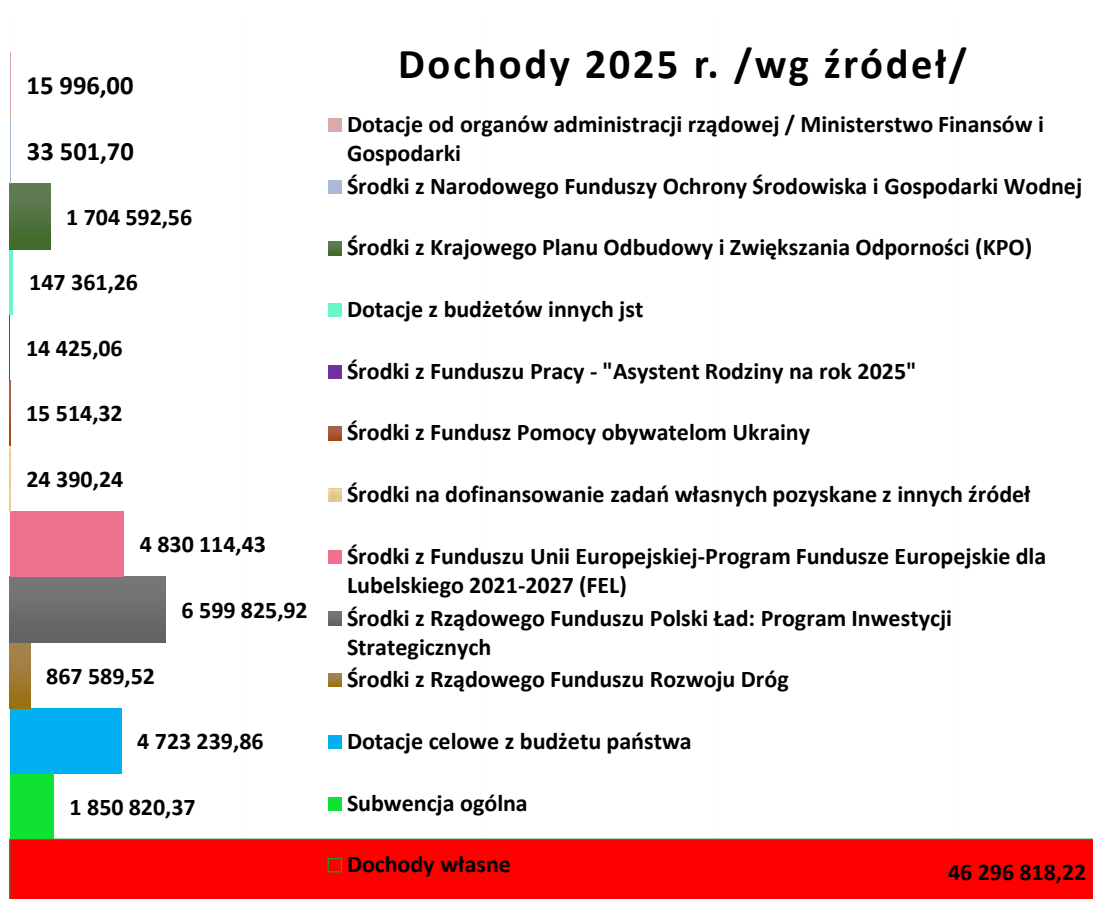 Dochody 2025 r. /wg źródeł/
15 996,00
33 501,70
1 704 592,56
147 361,26
14 425,06
15 514,32
24 390,24
4 830 114,43
6 599 825,92
867 589,52
4 723 239,86
1 850 820,37
46 296 818,22
Dotacje od organów administracji rządowej / Ministerstwo Finansów i
Gospodarki
Środki z Narodowego Funduszy Ochrony Środowiska i Gospodarki Wodnej
Środki z Krajowego Planu Odbudowy i Zwiększania Odporności (KPO)
Dotacje z budżetów innych jst
Środki z Funduszu Pracy - "Asystent Rodziny na rok 2025"
Środki z Fundusz Pomocy obywatelom Ukrainy
Środki na dofinansowanie zadań własnych pozyskane z innych źródeł
Środki z Funduszu Unii Europejskiej-Program Fundusze Europejskie dla
Lubelskiego 2021-2027 (FEL)
Środki z Rządowego Funduszu Polski Ład: Program Inwestycji
Strategicznych
Środki z Rządowego Funduszu Rozwoju Dróg
Dotacje celowe z budżetu państwa
Subwencja ogólna
Dochody własne